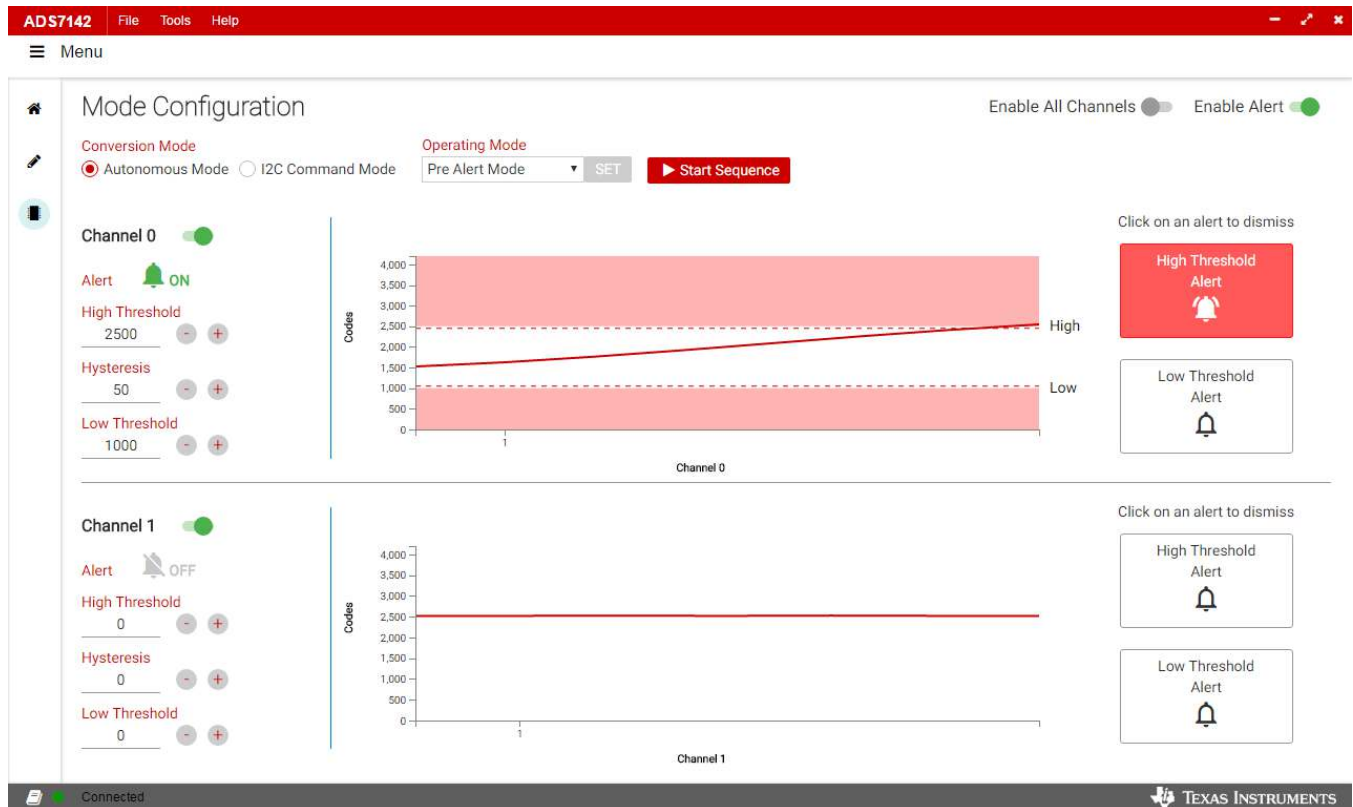 ADS7142 File Tools Help
Menu
Mode Configuration
Enable All Channels Enable Alert
Conversion Mode Operating Mode
Autonomous Mode I2C Command Mode Pre Alert Mode SET Start Sequence
Channel 0
Alert ON
High Threshold
2500 - +
Hysteresis
50 - +
Low Threshold
1000 - +
Codes
4,000
3,500
3,000
2,500
2,000
1,500
1,000
500
0
1
High
Low
Channel 0
Click on an alert to dismiss
High Threshold
Alert
Low Threshold
Alert
Channel 1
Alert OFF
High Threshold
0 - +
Hysteresis
0 - +
Low Threshold
0 - +
Codes
4,000
3,500
3,000
2,500
2,000
1,500
1,000
500
0
1
Channel 1
Click on an alert to dismiss
High Threshold
Alert
Low Threshold
Alert
Connected
TEXAS INSTRUMENTS